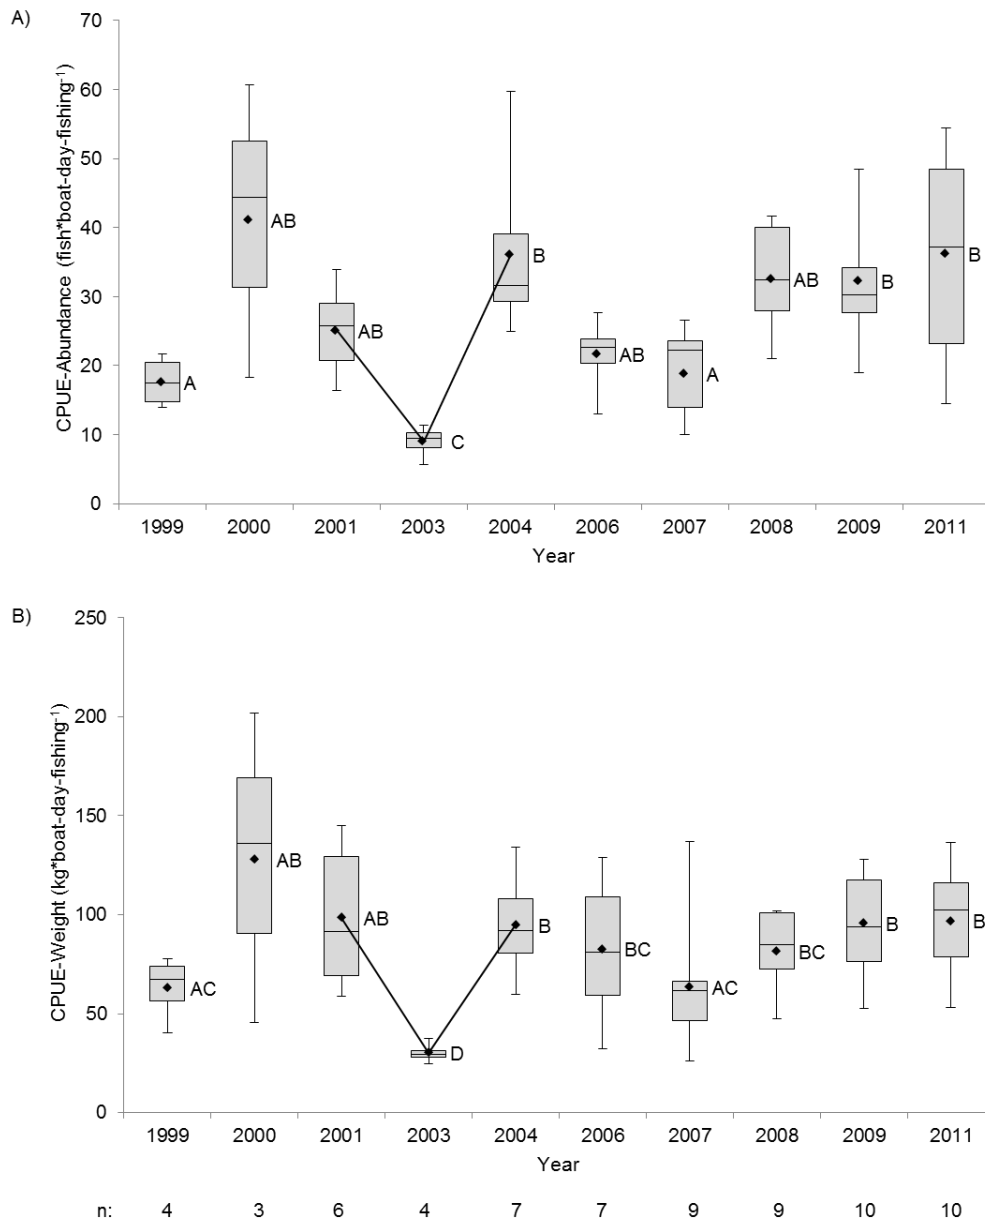 A)
CPUE-Abundance (fish*boat-day-fishing⁻¹)
70
60
50
40
30
20
10
0
A
AB
AB
C
B
AB
A
AB
B
B
1999 2000 2001 2003 2004 2006 2007 2008 2009 2011
Year
B)
CPUE-Weight (kg*boat-day-fishing⁻¹)
250
200
150
100
50
0
AC
AB
AB
D
B
BC
AC
BC
B
B
1999 2000 2001 2003 2004 2006 2007 2008 2009 2011
Year
n: 4 3 6 4 7 7 9 9 10 10